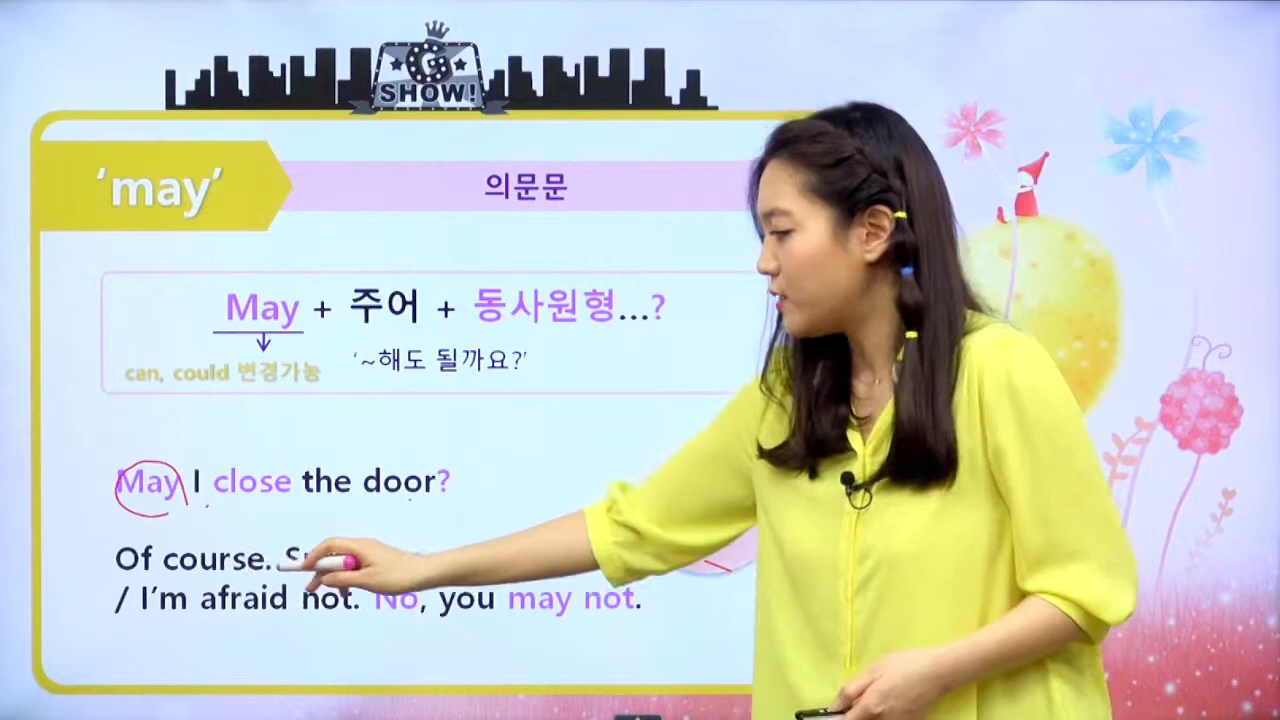 G
SHOW!
‘may’
의문문
May + 주어 + 동사원형...?
can, could 변경가능
‘~해도 될까요?’
May I close the door?
Of course.
/ I’m afraid not. No, you may not.